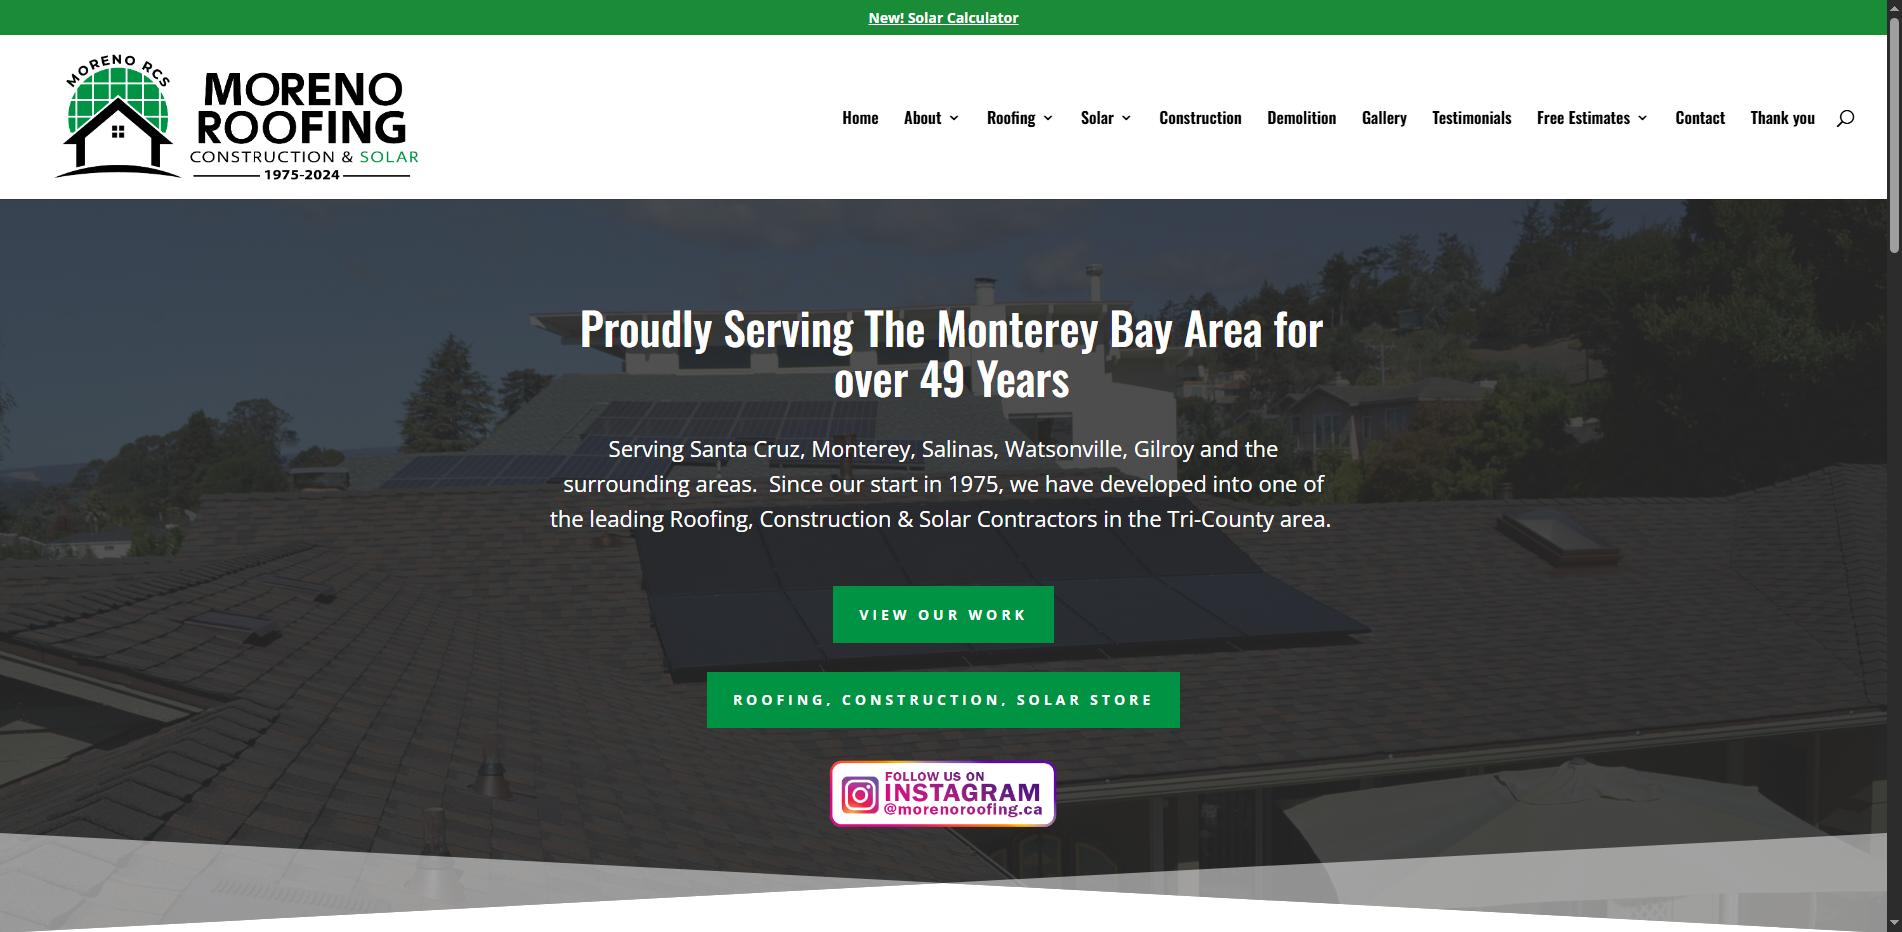 New! Solar Calculator
MORENO RCS
MORENO
ROOFING
CONSTRUCTION & SOLAR
1975-2024
Home About Roofing Solar Construction Demolition Gallery Testimonials Free Estimates Contact Thank you
Proudly Serving The Monterey Bay Area for
over 49 Years
Serving Santa Cruz, Monterey, Salinas, Watsonville, Gilroy and the
surrounding areas.  Since our start in 1975, we have developed into one of
the leading Roofing, Construction & Solar Contractors in the Tri-County area.
VIEW OUR WORK
ROOFING, CONSTRUCTION, SOLAR STORE
FOLLOW US ON
INSTAGRAM
@morenoroofing.ca